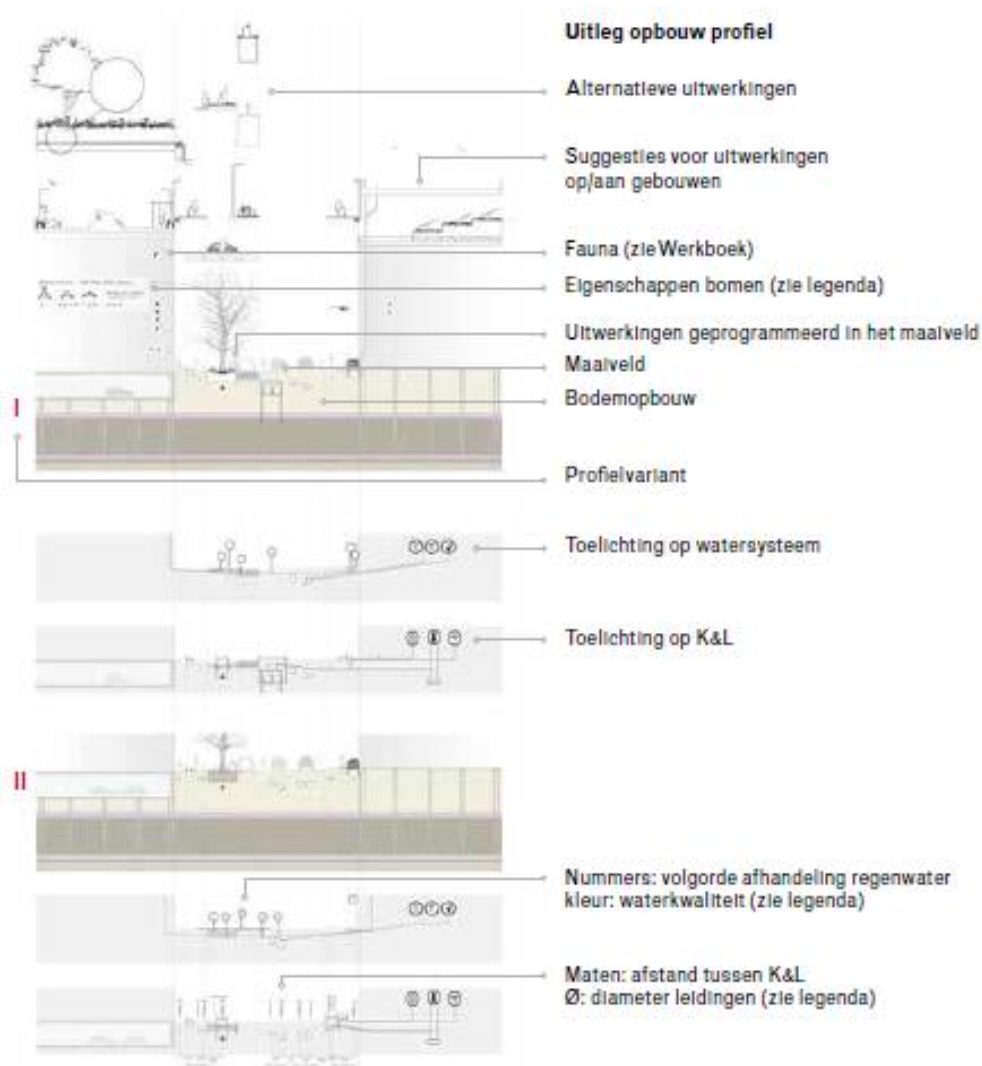 Uitleg opbouw profiel
Alternatieve uitwerkingen
Suggesties voor uitwerkingen
op/aan gebouwen
Fauna (zie Werkboek)
Eigenschappen bomen (zie legenda)
Uitwerkingen geprogrammeerd in het maaiveld
Maaiveld
Bodemopbouw
I
Profielvariant
Toelichting op watersysteem
Toelichting op K&L
II
Nummers: volgorde afhandeling regenwater
kleur: waterkwaliteit (zie legenda)
Maten: afstand tussen K&L
Ø: diameter leidingen (zie legenda)